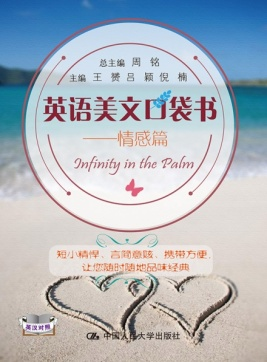 总主编 周 铭
主编 王 赟 吕 颖 倪 楠
英语美文口袋书
——情感篇
Infinity in the Palm
短小精悍、言简意赅、携带方便
让您随时随地品味经典
英汉对照
中国人民大学出版社